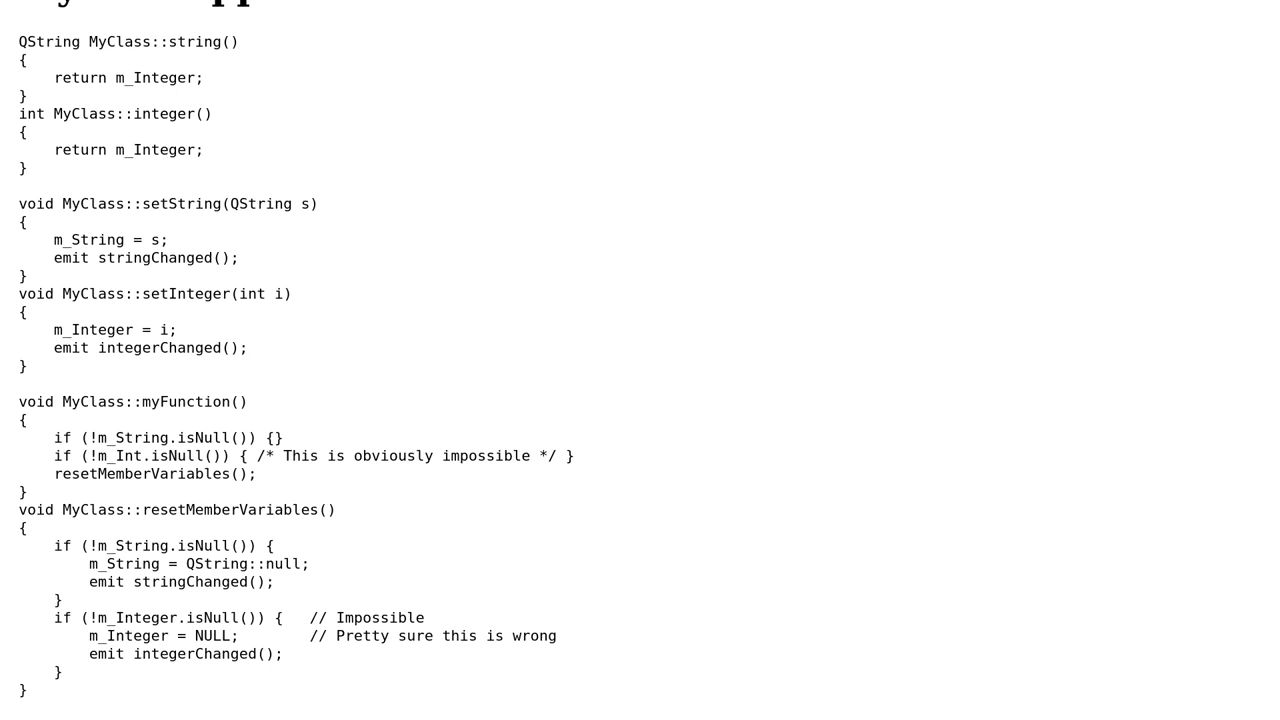 QString MyClass::string()
{
    return m_Integer;
}
int MyClass::integer()
{
    return m_Integer;
}

void MyClass::setString(QString s)
{
    m_String = s;
    emit stringChanged();
}
void MyClass::setInteger(int i)
{
    m_Integer = i;
    emit integerChanged();
}

void MyClass::myFunction()
{
    if (!m_String.isNull()) {}
    if (!m_Int.isNull()) { /* This is obviously impossible */ }
    resetMemberVariables();
}
void MyClass::resetMemberVariables()
{
    if (!m_String.isNull()) {
        m_String = QString::null;
        emit stringChanged();
    }
    if (!m_Integer.isNull()) {   // Impossible
        m_Integer = NULL;        // Pretty sure this is wrong
        emit integerChanged();
    }
}